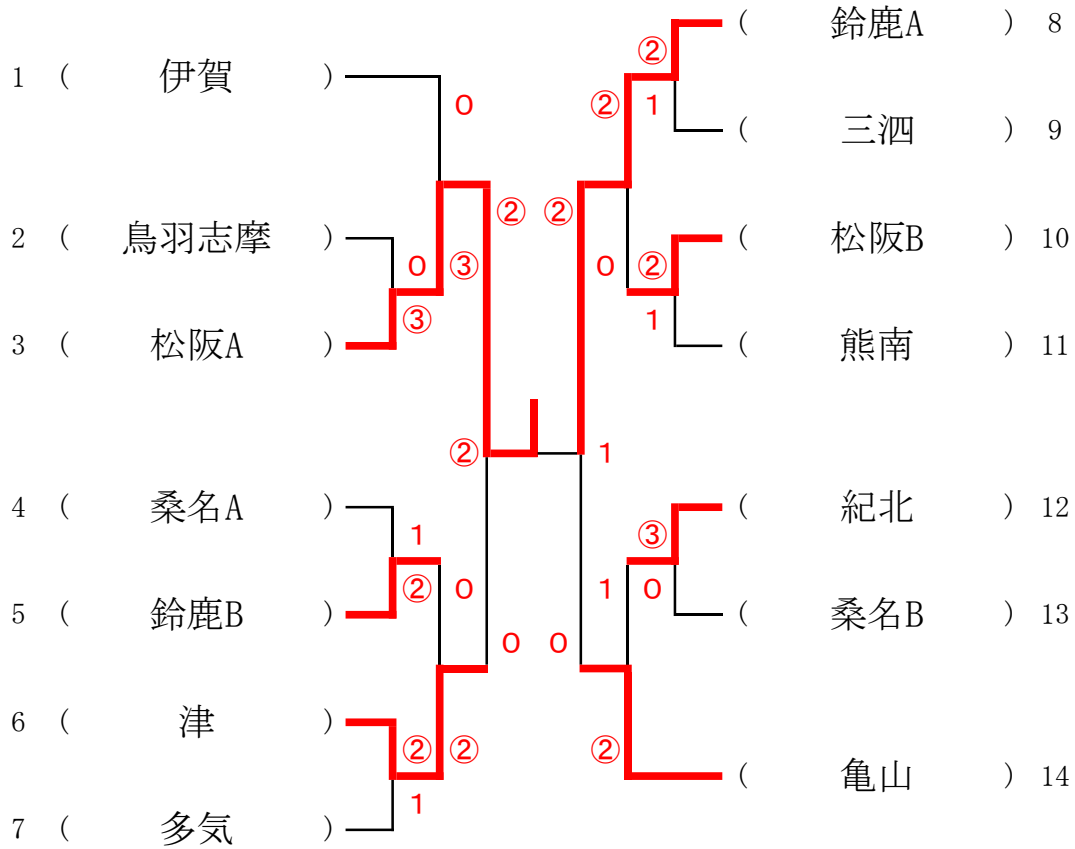 ( 鈴鹿A ) 8
②
1 ( 伊賀 )
0
②
1
( 三泗 ) 9
②
②
2 ( 鳥羽志摩 )
( 松阪B ) 10
0
③
0
②
③
1
3 ( 松阪A )
( 熊南 ) 11
②
1
4 ( 桑名A )
( 紀北 ) 12
1
③
②
0
1
0
5 ( 鈴鹿B )
( 桑名B ) 13
0
0
6 ( 津 )
②
②
②
( 亀山 ) 14
1
7 ( 多気 )